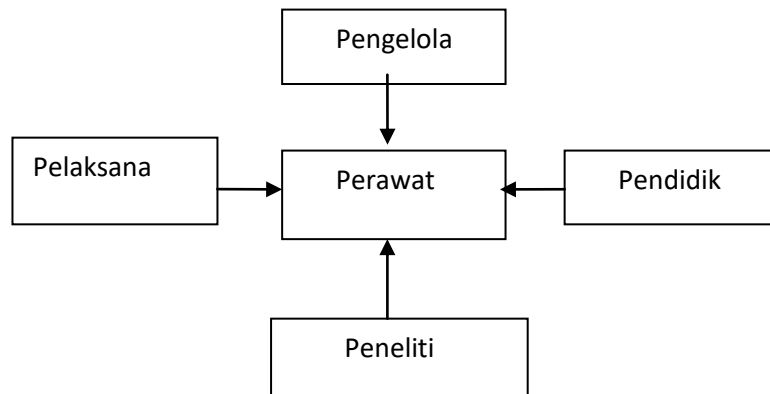 Pengelola
Pelaksana
Perawat
Pendidik
Peneliti